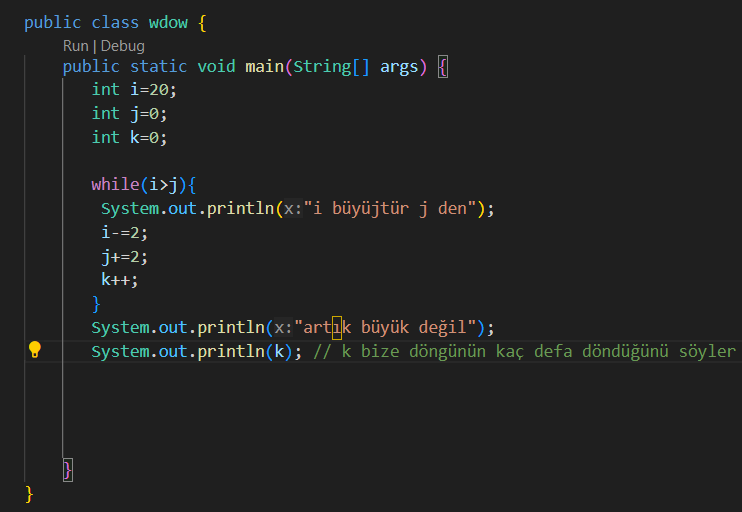 public class wdow {
Run | Debug
public static void main(String[] args) {
int i=20;
int j=0;
int k=0;
while(i>j){
System.out.println(x:"i büyüjtür j den");
i-=2;
j+=2;
k++;
}
System.out.println(x:"artık büyük değil");
System.out.println(k); // k bize döngünün kaç defa döndüğünü söyler
}
}